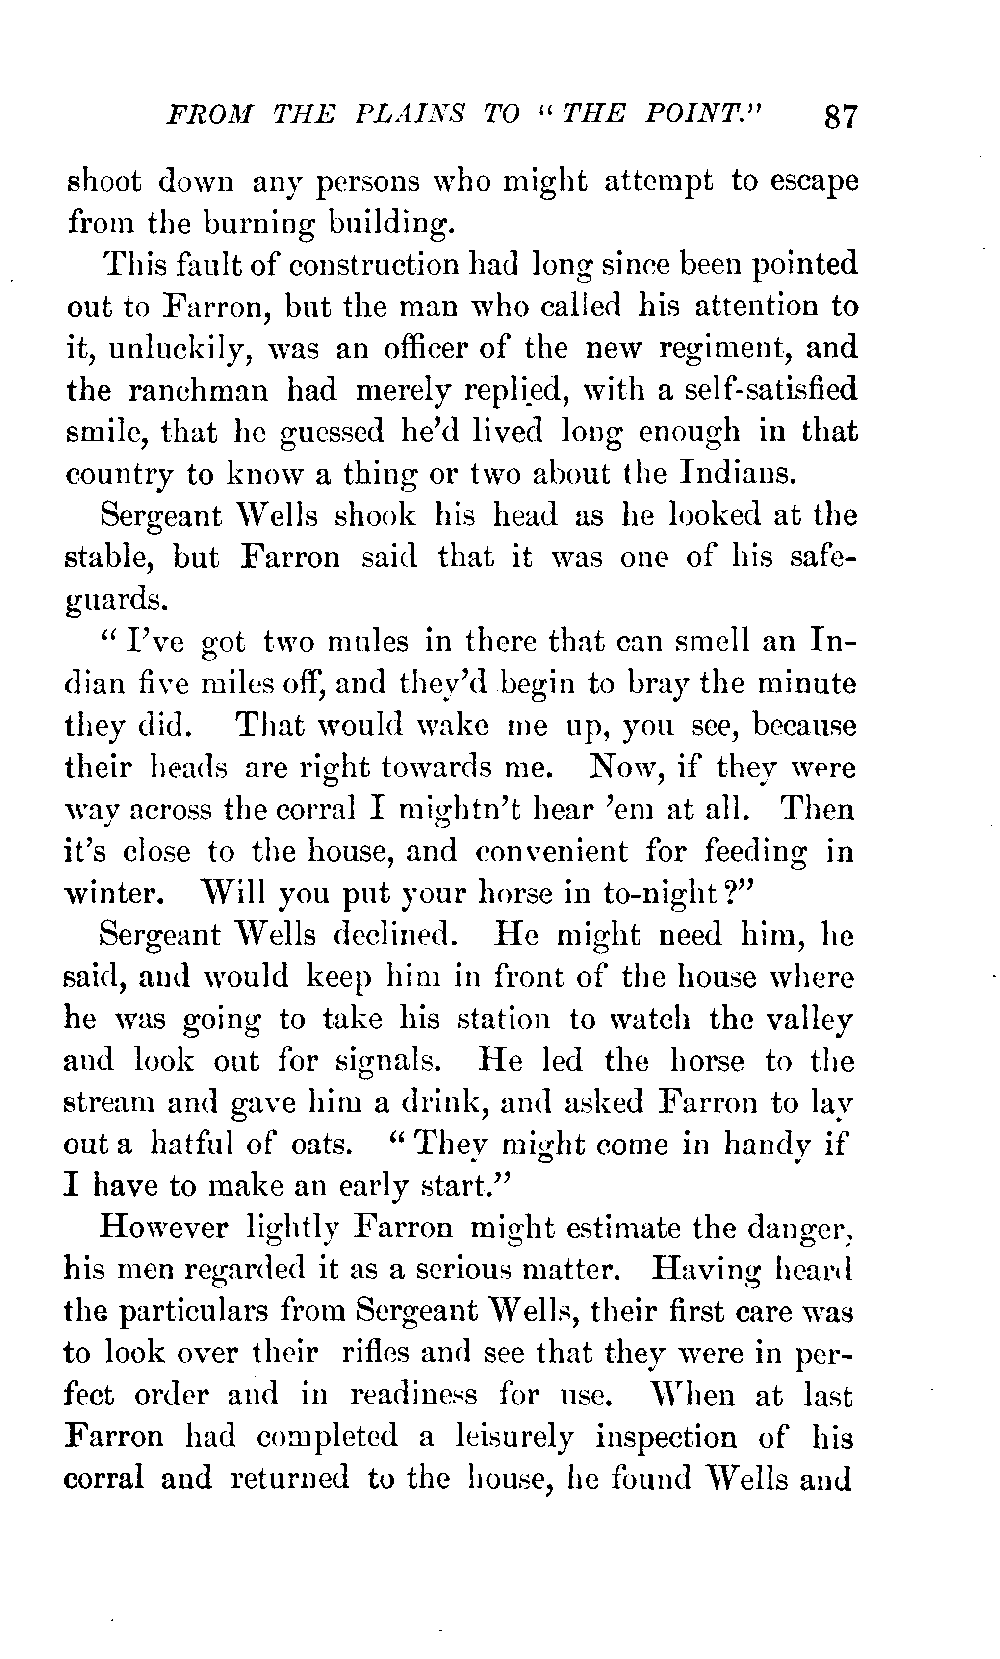 FROM THE PLAINS TO " THE POINT." 87
shoot down any persons who might attempt to escape
from the burning building.
This fault of construction had long since been pointed
out to Farron, but the man who called his attention to
it, unluckily, was an officer of the new regiment, and
the ranchman had merely replied, with a self-satisfied
smile, that he guessed he'd lived long enough in that
country to know a thing or two about the Indians.
Sergeant Wells shook his head as he looked at the
stable, but Farron said that it was one of his safe-
guards.
" I've got two mules in there that can smell an In-
dian five miles off, and they'd begin to bray the minute
they did. That would wake me up, you see, because
their heads are right towards me. Now, if they were
way across the corral I mightn't hear 'em at all. Then
it's close to the house, and convenient for feeding in
winter. Will you put your horse in to-night?"
Sergeant Wells declined. He might need him, he
said, and would keep him in front of the house where
he was going to take his station to watch the valley
and look out for signals. He led the horse to the
stream and gave him a drink, and asked Farron to lay
out a hatful of oats. " They might come in handy if
I have to make an early start."
However lightly Farron might estimate the danger,
his men regarded it as a serious matter. Having heard
the particulars from Sergeant Wells, their first care was
to look over their rifles and see that they were in per-
fect order and in readiness for use. When at last
Farron had completed a leisurely inspection of his
corral and returned to the house, he found Wells and